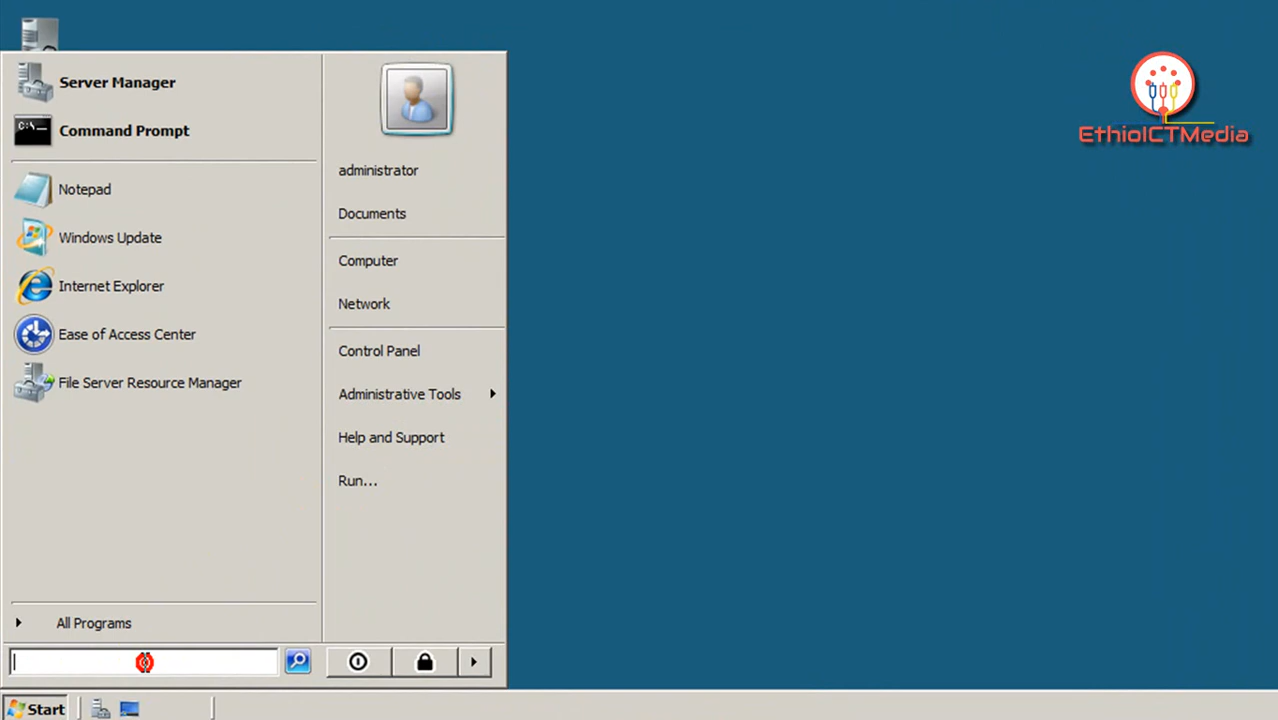 Server Manager
Command Prompt
Notepad
Windows Update
Internet Explorer
Ease of Access Center
File Server Resource Manager
All Programs
administrator
Documents
Computer
Network
Control Panel
Administrative Tools
Help and Support
Run...
Start
EthioICTMedia